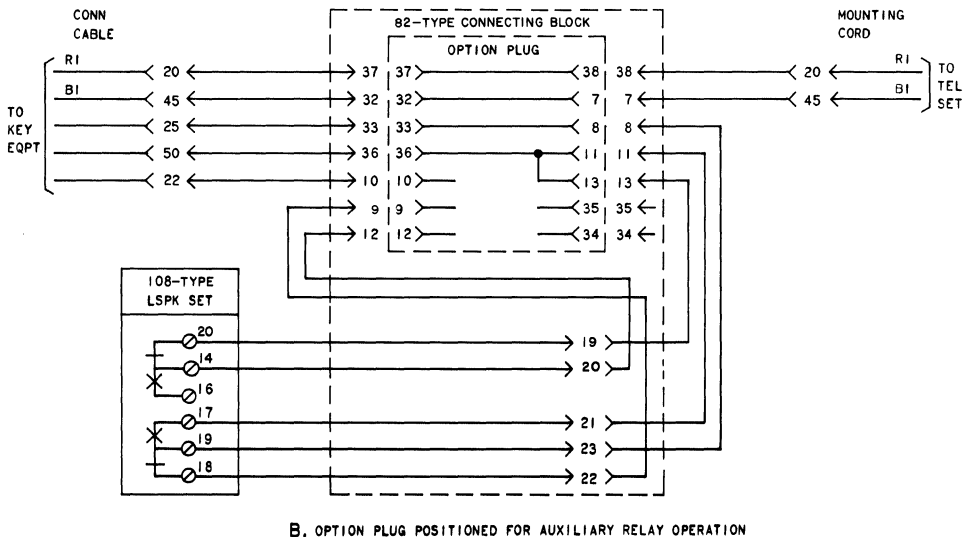 CONN
CABLE
82-TYPE CONNECTING BLOCK
MOUNTING
CORD
OPTION PLUG
R1 20 37 37 38 38 20 R1
B1 45 32 32 7 7 45 B1
25 33 33 8 8
50 36 36 11 11
22 10 10 13 13
9 9 35 35
12 12 34 34
TO
KEY
EQPT
TO
TEL
SET
108-TYPE
LSPK SET
20 19
14 20
16
17 21
19 23
18 22
B. OPTION PLUG POSITIONED FOR AUXILIARY RELAY OPERATION